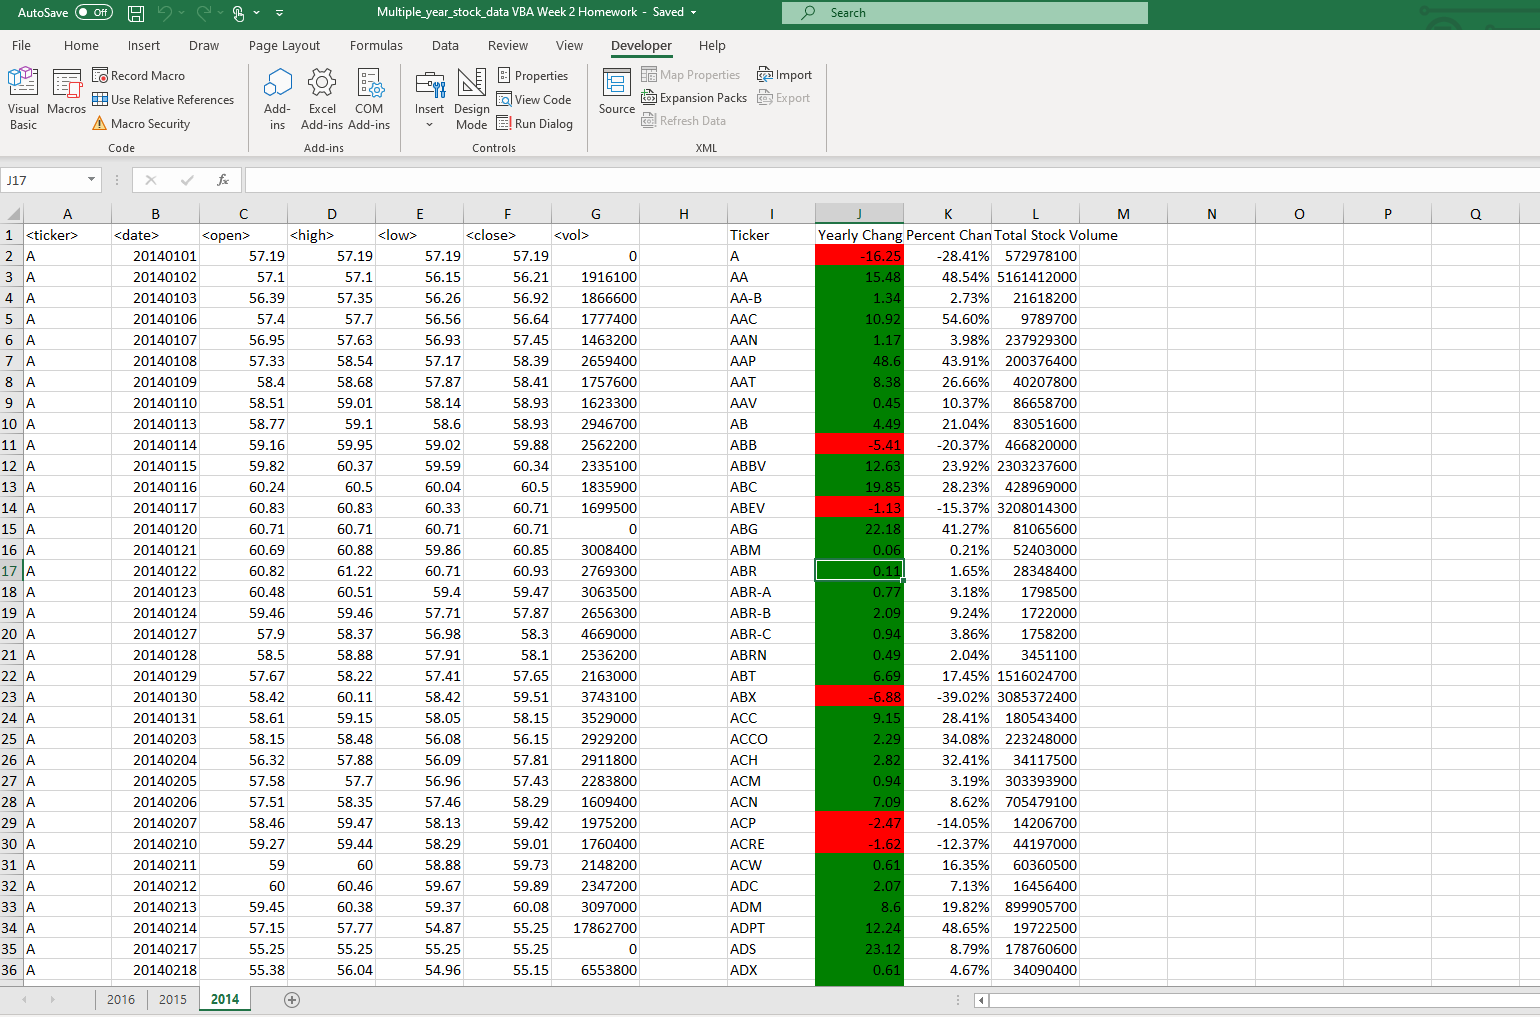 AutoSave Off Multiple_year_stock_data VBA Week 2 Homework - Saved Search
File Home Insert Draw Page Layout Formulas Data Review View Developer Help
Visual Basic
Macros
Record Macro
Use Relative References
Macro Security
Code
Add-ins
Excel Add-ins
COM Add-ins
Add-ins
Insert
Design Mode
Properties
View Code
Run Dialog
Controls
Source
Map Properties
Expansion Packs
Refresh Data
Import
Export
XML
J17 fx
A B C D E F G H I J K L M N O P Q
1 <ticker> <date> <open> <high> <low> <close> <vol> Ticker Yearly Chang Percent Chan Total Stock Volume
2 A 20140101 57.19 57.19 57.19 57.19 0 A -16.25 -28.41% 572978100
3 A 20140102 57.1 57.1 56.15 56.21 1916100 AA 15.48 48.54% 5161412000
4 A 20140103 56.39 57.35 56.26 56.92 1866600 AA-B 1.34 2.73% 21618200
5 A 20140106 57.4 57.7 56.56 56.64 1777400 AAC 10.92 54.60% 9789700
6 A 20140107 56.95 57.63 56.93 57.45 1463200 AAN 1.17 3.98% 237929300
7 A 20140108 57.33 58.54 57.17 58.39 2659400 AAP 48.6 43.91% 200376400
8 A 20140109 58.4 58.68 57.87 58.41 1757600 AAT 8.38 26.66% 40207800
9 A 20140110 58.51 59.01 58.14 58.93 1623300 AAV 0.45 10.37% 86658700
10 A 20140113 58.77 59.1 58.6 58.93 2946700 AB 4.49 21.04% 83051600
11 A 20140114 59.16 59.95 59.02 59.88 2562200 ABB -5.41 -20.37% 466820000
12 A 20140115 59.82 60.37 59.59 60.34 2335100 ABBV 12.63 23.92% 2303237600
13 A 20140116 60.24 60.5 60.04 60.5 1835900 ABC 19.85 28.23% 428969000
14 A 20140117 60.83 60.83 60.33 60.71 1699500 ABEV -1.13 -15.37% 3208014300
15 A 20140120 60.71 60.71 60.71 60.71 0 ABG 22.18 41.27% 81065600
16 A 20140121 60.69 60.88 59.86 60.85 3008400 ABM 0.06 0.21% 52403000
17 A 20140122 60.82 61.22 60.71 60.93 2769300 ABR 0.11 1.65% 28348400
18 A 20140123 60.48 60.51 59.4 59.47 3063500 ABR-A 0.77 3.18% 1798500
19 A 20140124 59.46 59.46 57.71 57.87 2656300 ABR-B 2.09 9.24% 1722000
20 A 20140127 57.9 58.37 56.98 58.3 4669000 ABR-C 0.94 3.86% 1758200
21 A 20140128 58.5 58.88 57.91 58.1 2536200 ABRN 0.49 2.04% 3451100
22 A 20140129 57.67 58.22 57.41 57.65 2163000 ABT 6.69 17.45% 1516024700
23 A 20140130 58.42 60.11 58.42 59.51 3743100 ABX -6.88 -39.02% 3085372400
24 A 20140131 58.61 59.15 58.05 58.15 3529000 ACC 9.15 28.41% 180543400
25 A 20140203 58.15 58.48 56.08 56.15 2929200 ACCO 2.29 34.08% 223248000
26 A 20140204 56.32 57.88 56.09 57.81 2911800 ACH 2.82 32.41% 34117500
27 A 20140205 57.58 57.7 56.96 57.43 2283800 ACM 0.94 3.19% 303393900
28 A 20140206 57.51 58.35 57.46 58.29 1609400 ACN 7.09 8.62% 705479100
29 A 20140207 58.46 59.47 58.13 59.42 1975200 ACP -2.47 -14.05% 14206700
30 A 20140210 59.27 59.44 58.29 59.01 1760400 ACRE -1.62 -12.37% 44197000
31 A 20140211 59 60 58.88 59.73 2148200 ACW 0.61 16.35% 60360500
32 A 20140212 60 60.46 59.67 59.89 2347200 ADC 2.07 7.13% 16456400
33 A 20140213 59.45 60.38 59.37 60.08 3097000 ADM 8.6 19.82% 899905700
34 A 20140214 57.15 57.77 54.87 55.25 17862700 ADPT 12.24 48.65% 19722500
35 A 20140217 55.25 55.25 55.25 55.25 0 ADS 23.12 8.79% 178760600
36 A 20140218 55.38 56.04 54.96 55.15 6553800 ADX 0.61 4.67% 34090400
2016 2015 2014